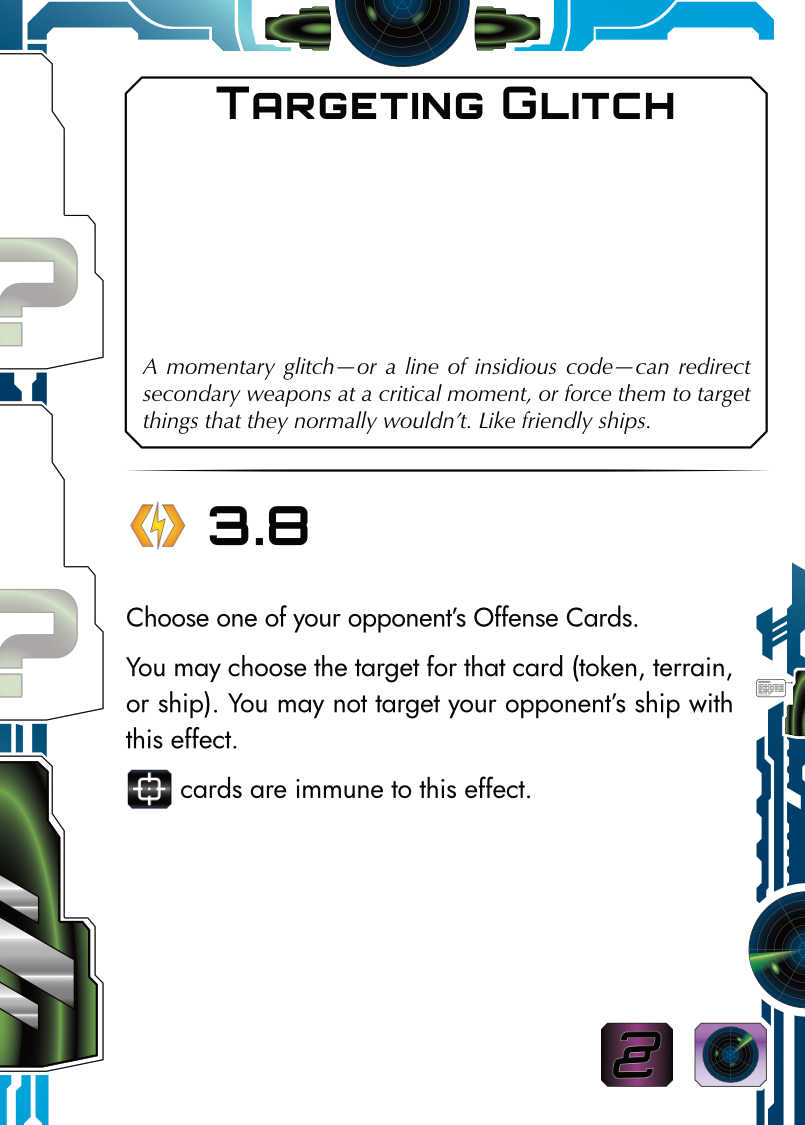 TARGETING GLITCH
A momentary glitch—or a line of insidious code—can redirect
secondary weapons at a critical moment, or force them to target
things that they normally wouldn't. Like friendly ships.
3.8
Choose one of your opponent's Offense Cards.
You may choose the target for that card (token, terrain,
or ship). You may not target your opponent's ship with
this effect.
cards are immune to this effect.
?
?
2